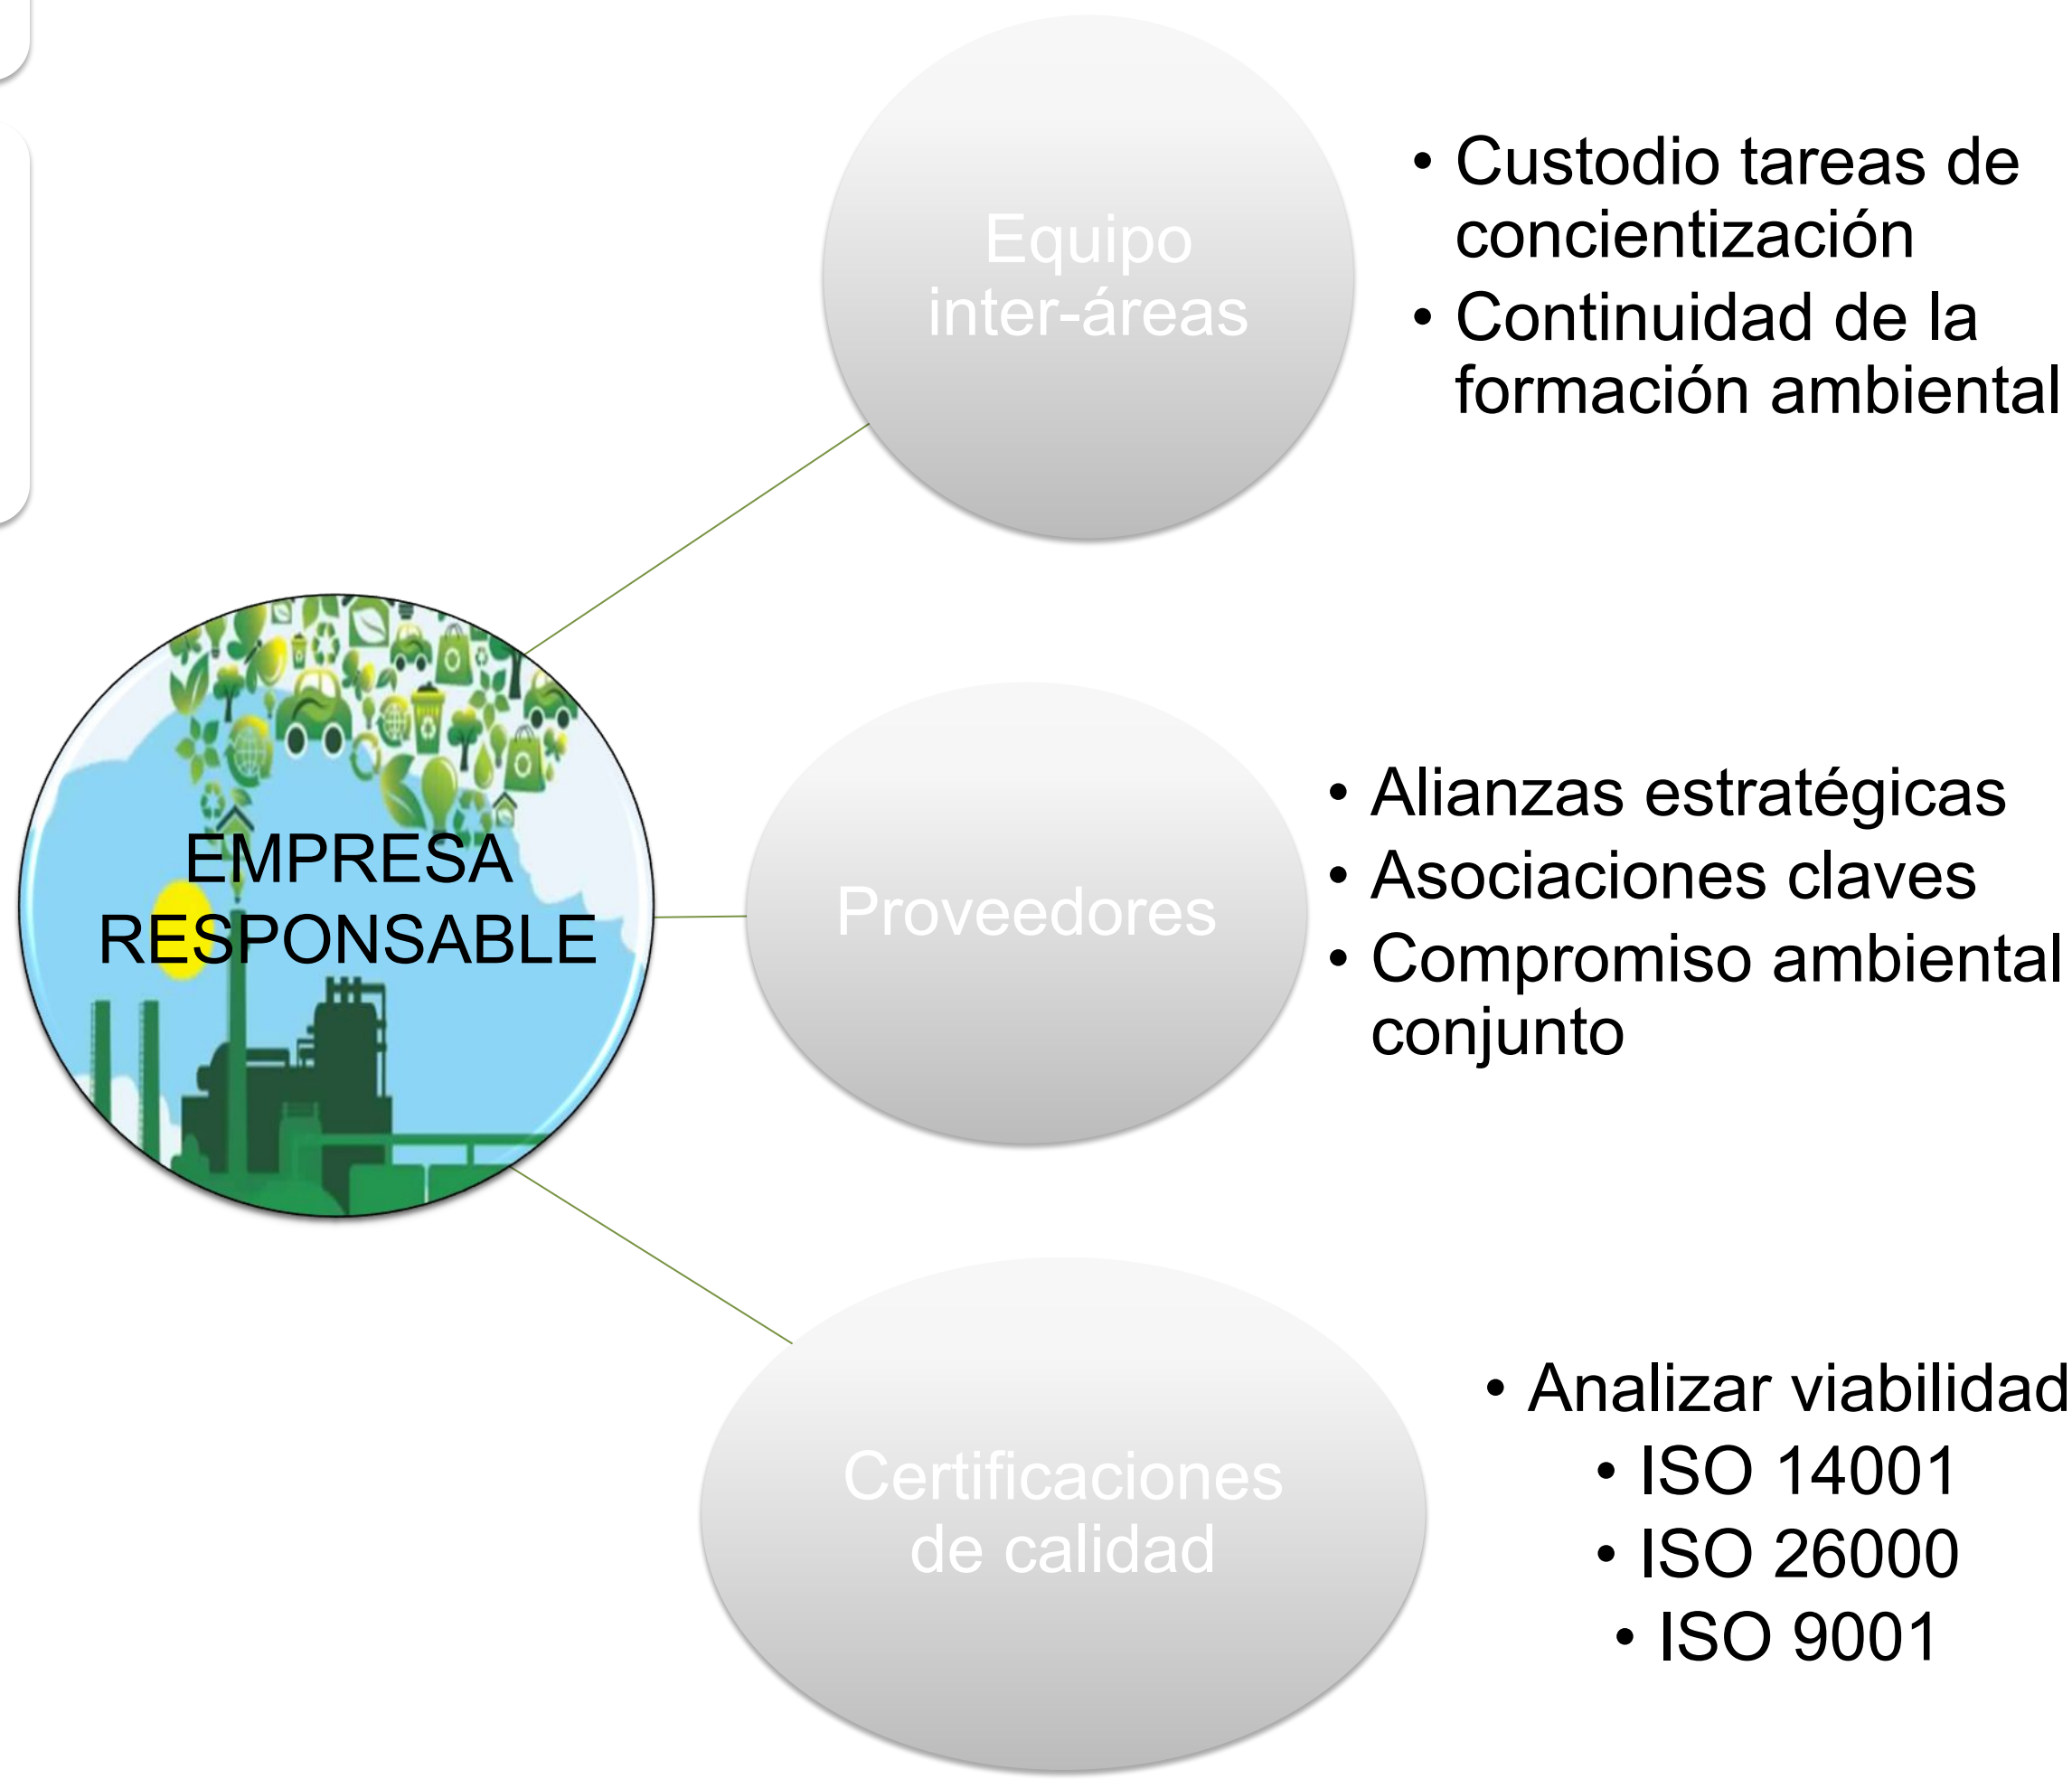 Equipo
inter-áreas
• Custodio tareas de
concientización
• Continuidad de la
formación ambiental
EMPRESA
RESPONSABLE
Proveedores
• Alianzas estratégicas
• Asociaciones claves
• Compromiso ambiental
conjunto
Certificaciones
de calidad
• Analizar viabilidad
• ISO 14001
• ISO 26000
• ISO 9001